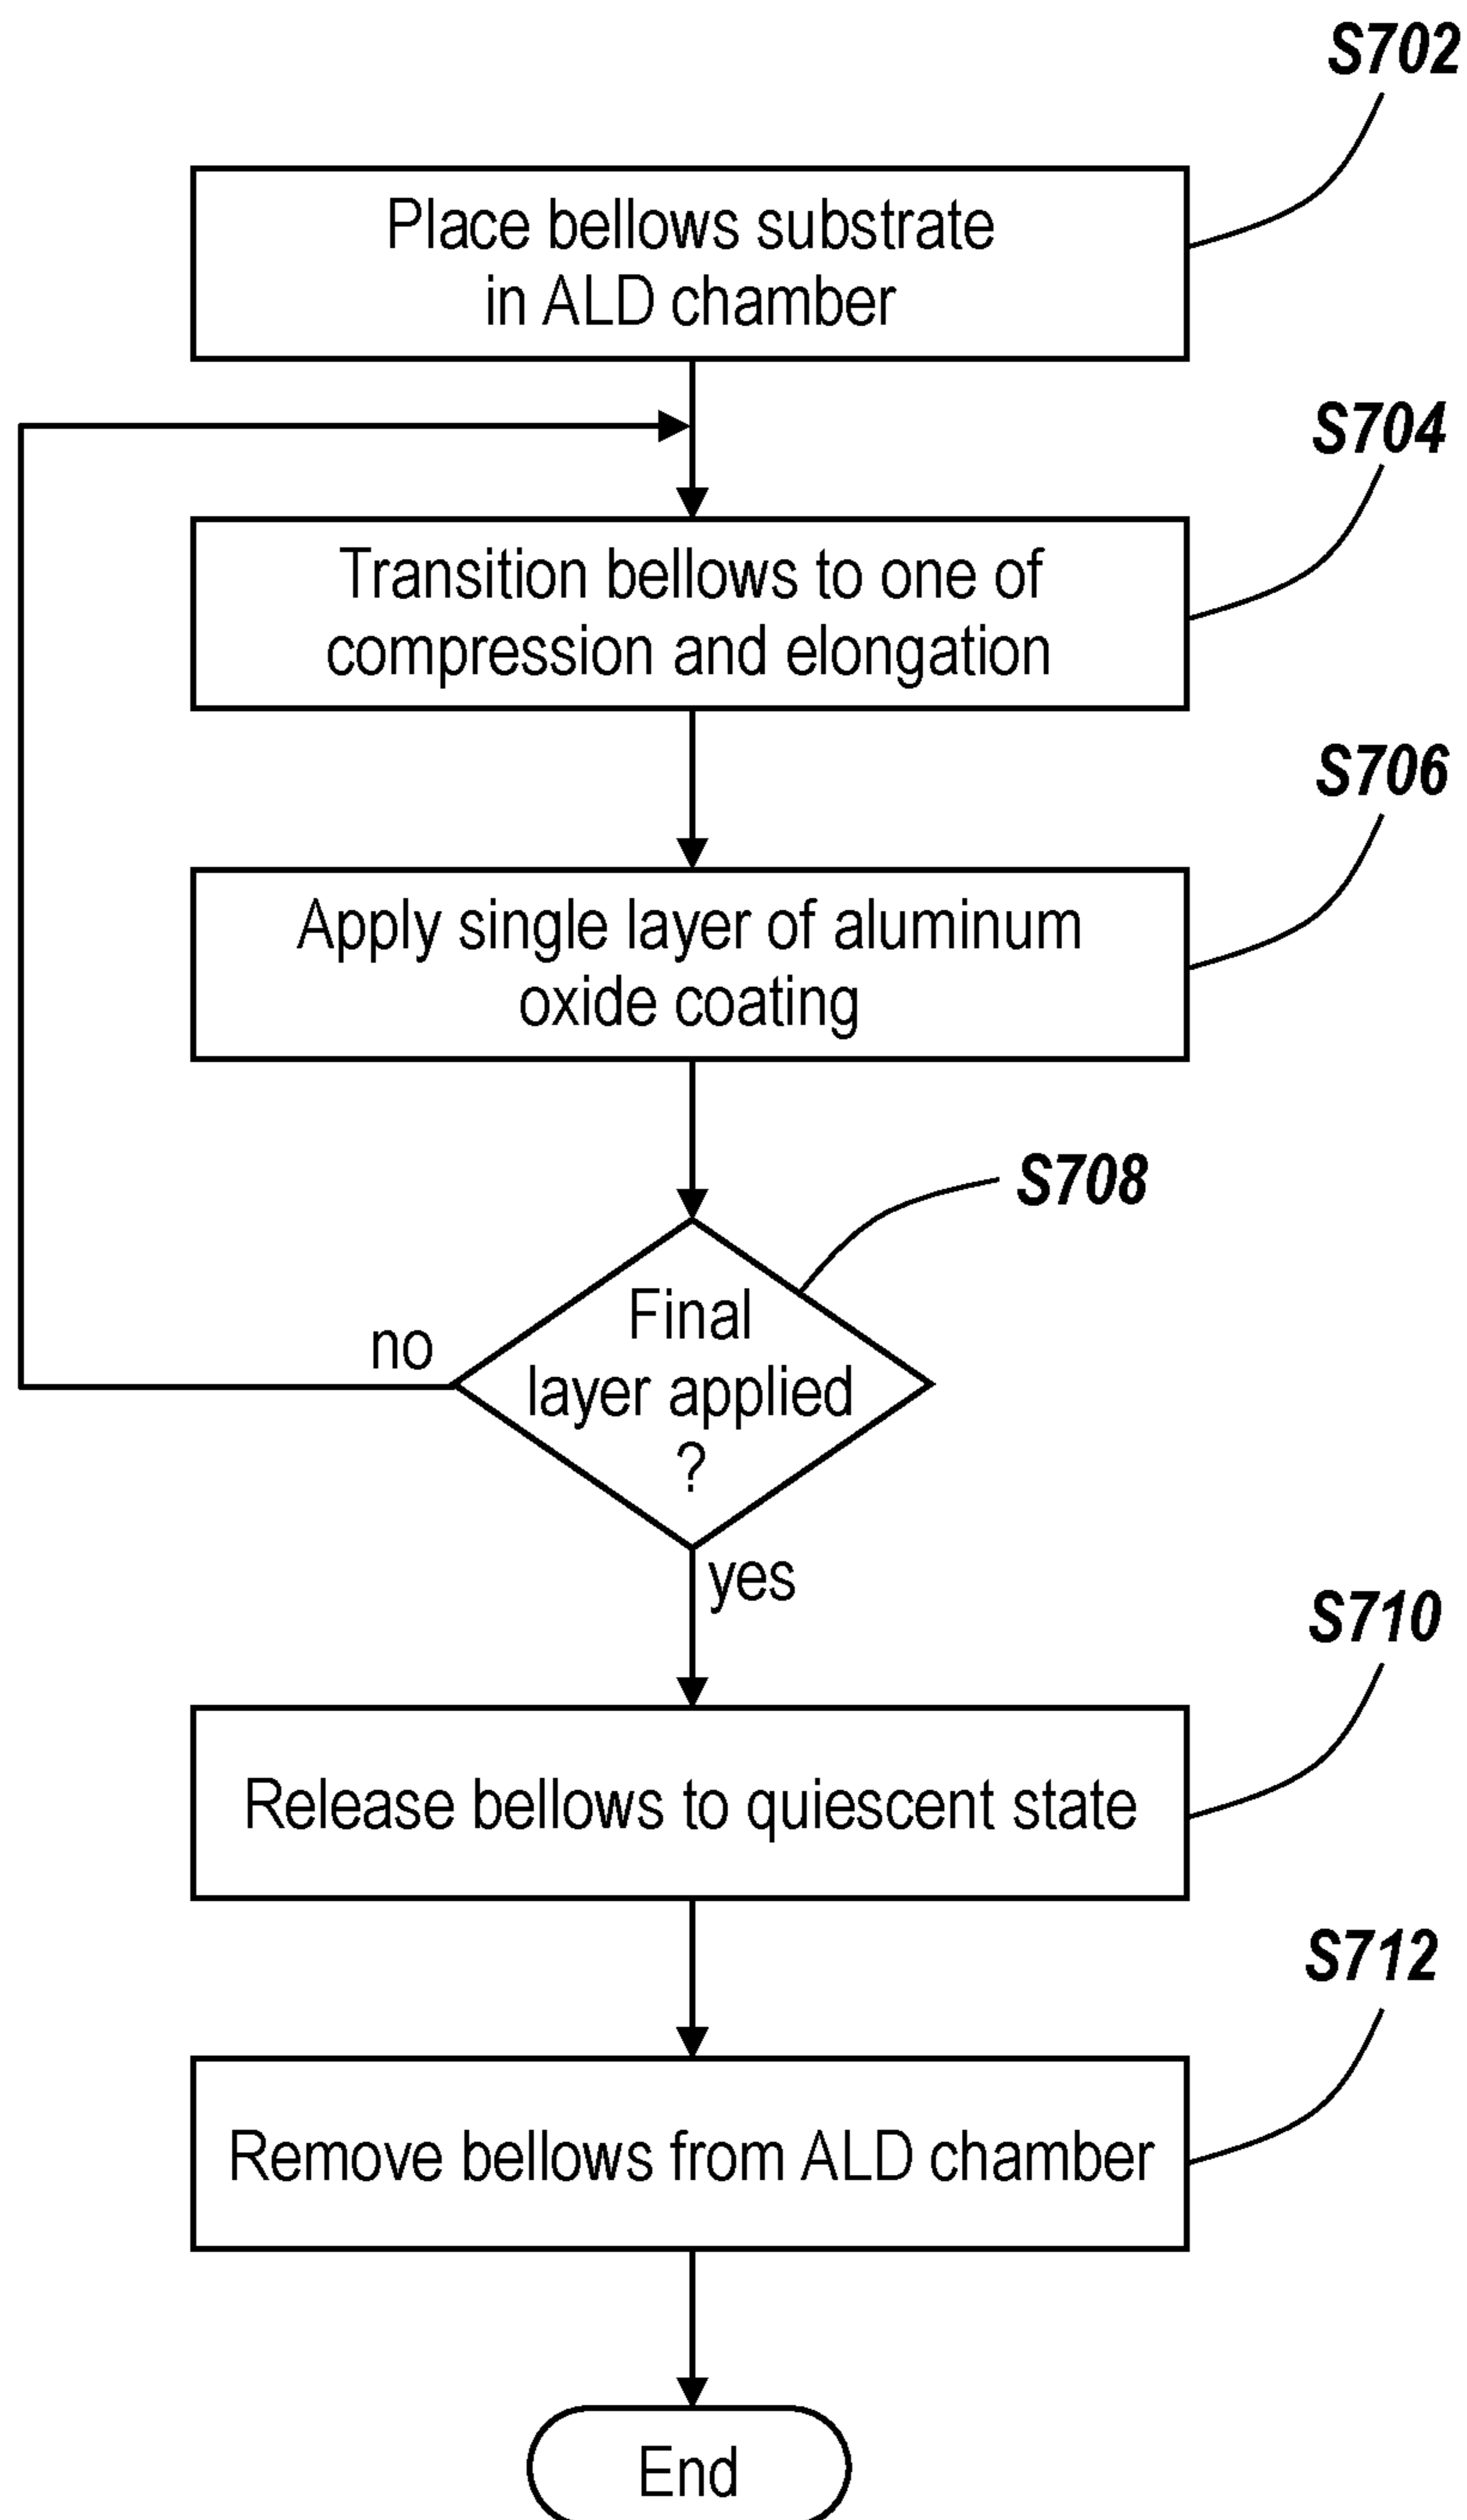 S702
Place bellows substrate
in ALD chamber
S704
Transition bellows to one of
compression and elongation
S706
Apply single layer of aluminum
oxide coating
S708
Final
layer applied
?
no
yes
S710
Release bellows to quiescent state
S712
Remove bellows from ALD chamber
End